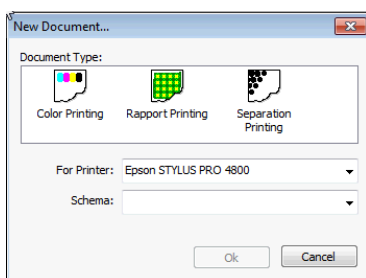 New Document...
Document Type:
Color Printing
Rapport Printing
Separation
Printing
For Printer: Epson STYLUS PRO 4800
Schema:
Ok Cancel